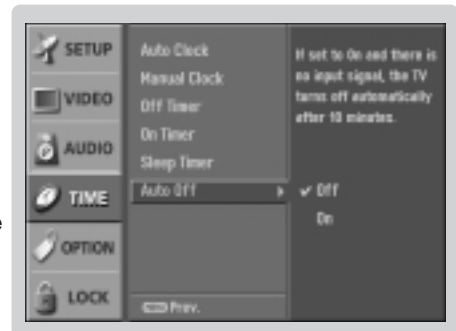 SETUP
VIDEO
AUDIO
TIME
OPTION
LOCK
Auto Clock
Manual Clock
Off Timer
On Timer
Sleep Timer
Auto Off
Prev.
If set to On and there is
no input signal, the TV
turns off automatically
after 10 minutes.
✔ Off
On
e